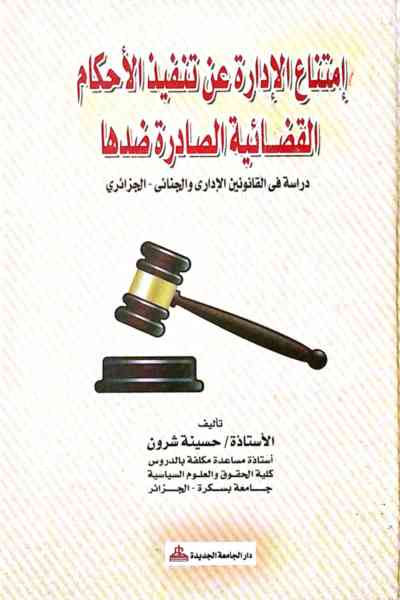 إمتناع الإدارة عن تنفيذ الأحكام
القضائية الصادرة ضدها
دراسة فى القانونين الإدارى والجنائى - الجزائري
تأليف
الأستاذة/ حسينة شرون
أستاذة مساعدة مكلفة بالدروس
كلية الحقوق والعلوم السياسية
جامعة بسكرة - الجزائر
دار الجامعة الجديدة